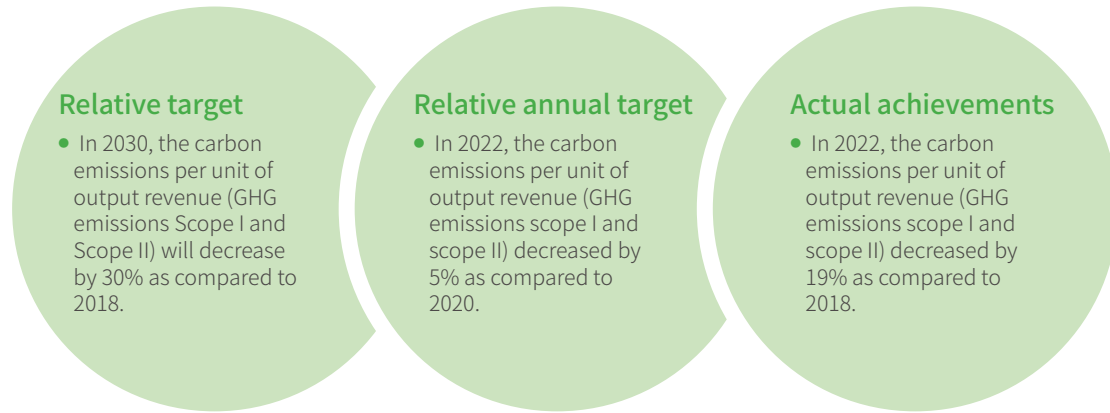 Relative target
• In 2030, the carbon
emissions per unit of
output revenue (GHG
emissions Scope I and
Scope II) will decrease
by 30% as compared to
2018.
Relative annual target
• In 2022, the carbon
emissions per unit of
output revenue (GHG
emissions scope I and
scope II) decreased by
5% as compared to
2020.
Actual achievements
• In 2022, the carbon
emissions per unit of
output revenue (GHG
emissions scope I and
scope II) decreased by
19% as compared to
2018.